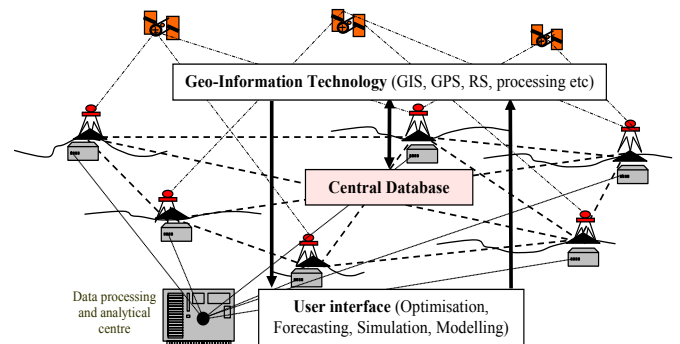 Geo-Information Technology (GIS, GPS, RS, processing etc)
Central Database
Data processing
and analytical
centre
User interface (Optimisation,
Forecasting, Simulation, Modelling)